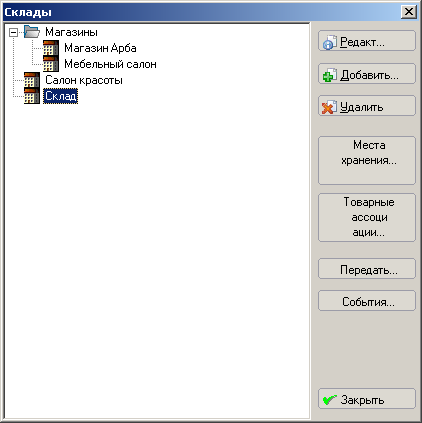 Склады
Магазины
Магазин Арба
Мебельный салон
Салон красоты
Склад
Редакт...
Добавить...
Удалить
Места
хранения...
Товарные
ассоци
ации...
Передать...
События...
Закрыть